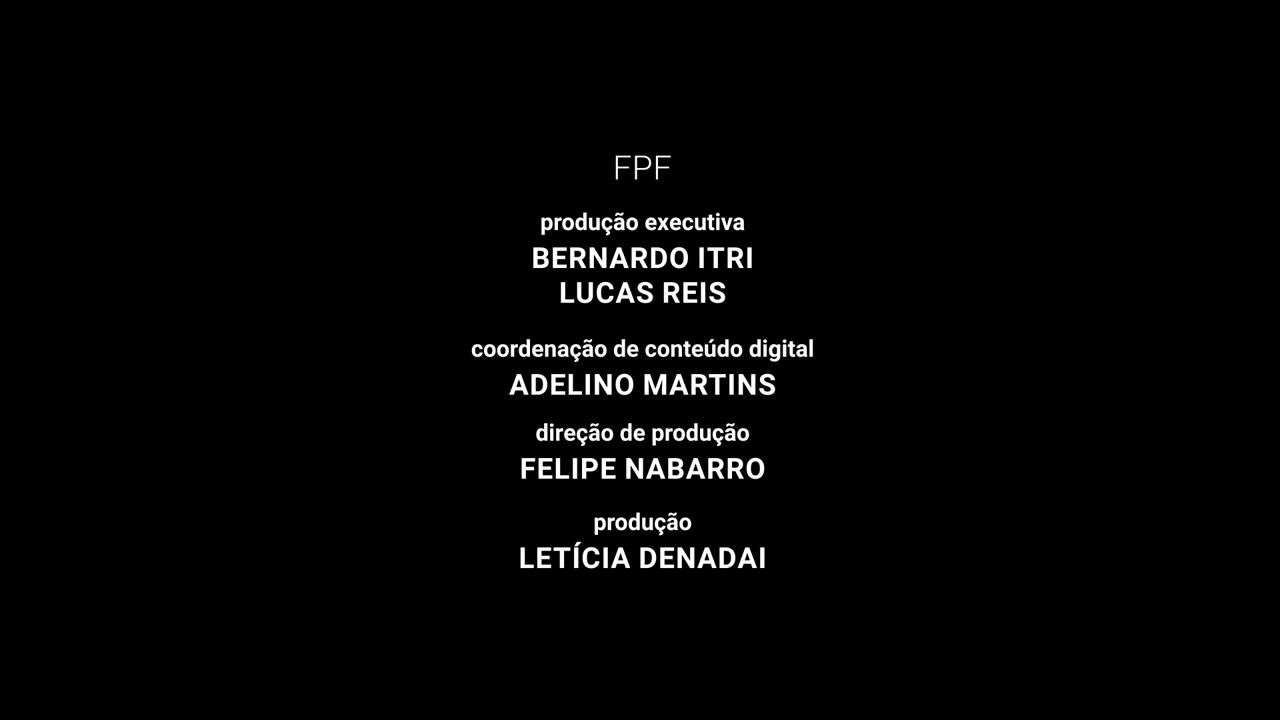 FPF
produção executiva
BERNARDO ITRI
LUCAS REIS
coordenação de conteúdo digital
ADELINO MARTINS
direção de produção
FELIPE NABARRO
produção
LETÍCIA DENADAI